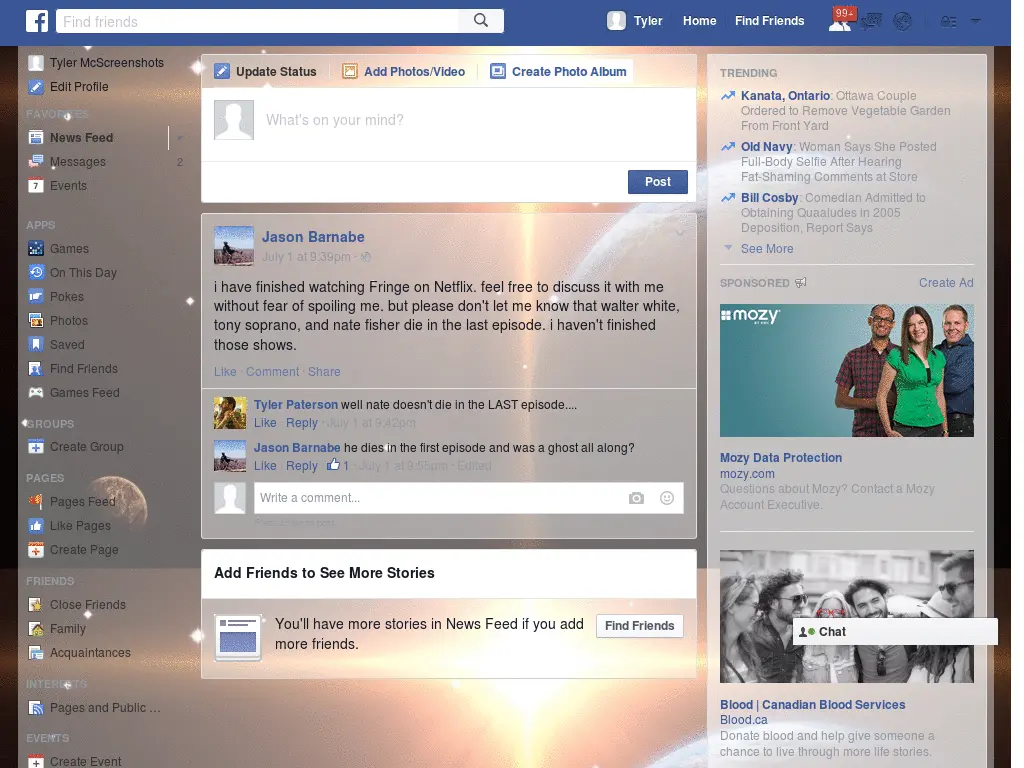 Find friends
Tyler
Home
Find Friends
99+
Tyler McScreenshots
Edit Profile
FAVORITES
News Feed
Messages
2
7
Events
APPS
Games
On This Day
Pokes
Photos
Saved
Find Friends
Games Feed
GROUPS
Create Group
PAGES
Pages Feed
Like Pages
Create Page
FRIENDS
Close Friends
Family
Acquaintances
INTERESTS
Pages and Public ...
EVENTS
Create Event
Update Status
Add Photos/Video
Create Photo Album
What's on your mind?
Post
Jason Barnabe
July 1 at 9:39pm ·
i have finished watching Fringe on Netflix. feel free to discuss it with me
without fear of spoiling me. but please don't let me know that walter white,
tony soprano, and nate fisher die in the last episode. i haven't finished
those shows.
Like · Comment · Share
Tyler Paterson well nate doesn't die in the LAST episode....
Like · Reply · July 1 at 9:42pm
Jason Barnabe he dies in the first episode and was a ghost all along?
Like · Reply · 1 · July 1 at 9:55pm · Edited
Write a comment...
Press Enter to post.
Add Friends to See More Stories
You'll have more stories in News Feed if you add
more friends.
Find Friends
TRENDING
Kanata, Ontario: Ottawa Couple
Ordered to Remove Vegetable Garden
From Front Yard
Old Navy: Woman Says She Posted
Full-Body Selfie After Hearing
Fat-Shaming Comments at Store
Bill Cosby: Comedian Admitted to
Obtaining Quaaludes in 2005
Deposition, Report Says
See More
SPONSORED
Create Ad
mozy
BY EMC
Mozy Data Protection
mozy.com
Questions about Mozy? Contact a Mozy
Account Executive.
Chat
Blood | Canadian Blood Services
Blood.ca
Donate blood and help give someone a
chance to live through more life stories.